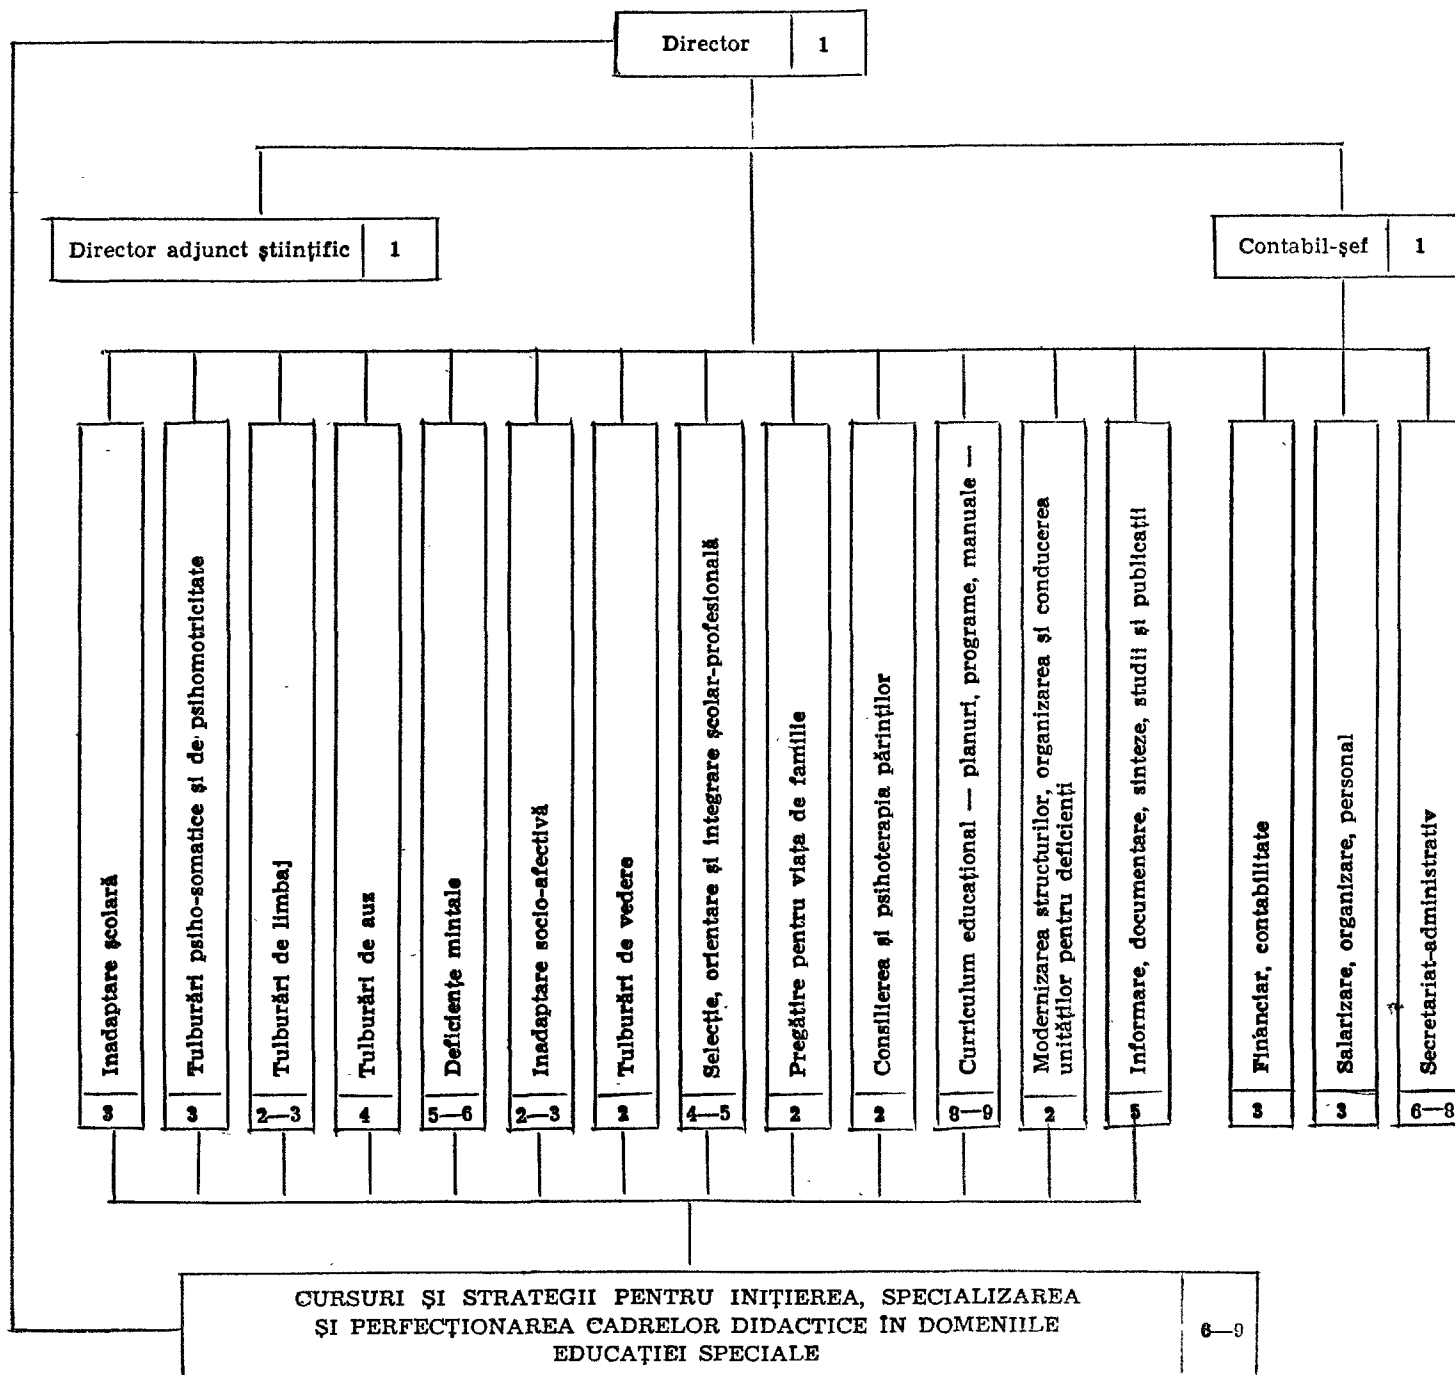 Director 1
Director adjunct științific 1
Contabil-șef 1
Inadaptare școlară
3
Tulburări psiho-somatice și de psihomotricitate
3
Tulburări de limbaj
2—3
Tulburări de auz
4
Deficiențe mintale
5—6
Inadaptare socio-afectivă
2—3
Tulburări de vedere
2
Selecție, orientare și integrare școlar-profesională
4—5
Pregătire pentru viața de familie
2
Consilierea și psihoterapia părinților
2
Curriculum educațional — planuri, programe, manuale —
8—9
Modernizarea structurilor, organizarea și conducerea
unităților pentru deficienți
2
Informare, documentare, sinteze, studii și publicații
Financiar, contabilitate
3
Salarizare, organizare, personal
3
Secretariat-administrativ
6—8
CURSURI ȘI STRATEGII PENTRU INIȚIEREA, SPECIALIZAREA
ȘI PERFECȚIONAREA CADRELOR DIDACTICE ÎN DOMENIILE
EDUCAȚIEI SPECIALE
6—9